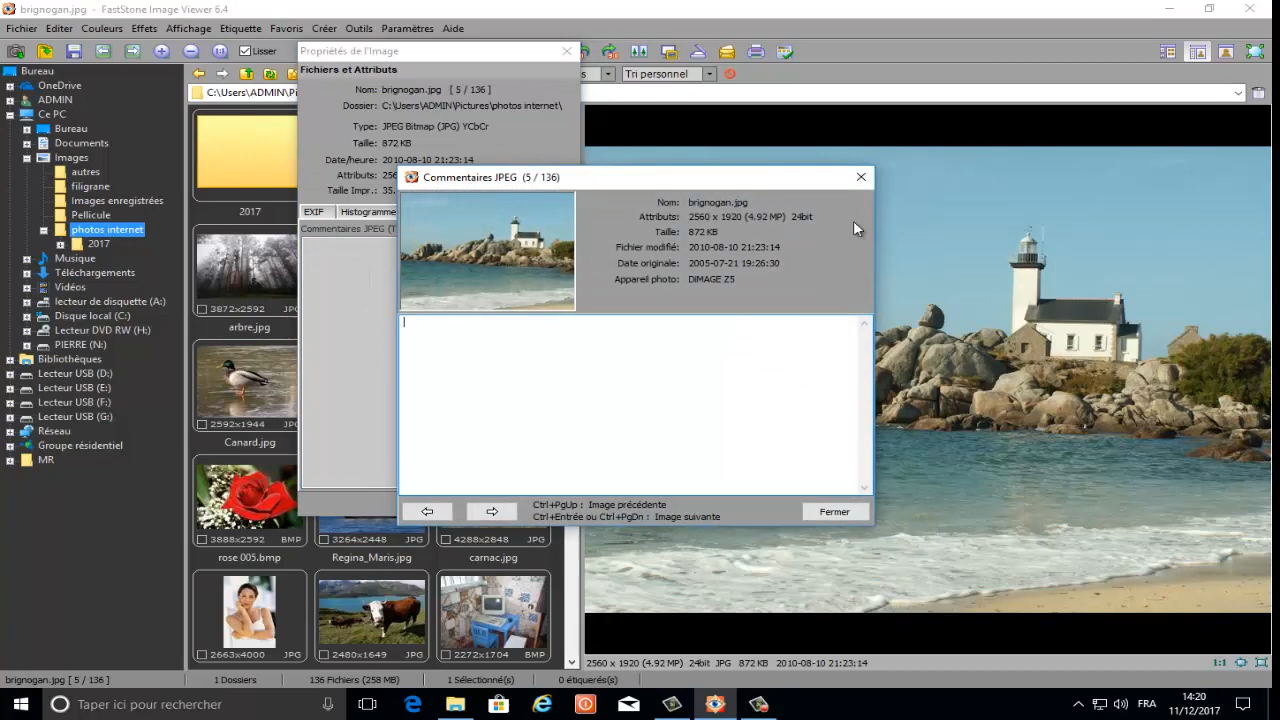 brignogan.jpg - FastStone Image Viewer 6.4
Fichier Editer Couleurs Effets Affichage Etiquette Favoris Créer Outils Paramètres Aide
Lisser
Tri personnel
C:\Users\ADMIN\Pi
Bureau
OneDrive
ADMIN
Ce PC
Bureau
Documents
Images
autres
filigrane
Images enregistrées
Pellicule
photos internet
2017
Musique
Téléchargements
Vidéos
lecteur de disquette (A:)
Disque local (C:)
Lecteur DVD RW (H:)
PIERRE (N:)
Bibliothèques
Lecteur USB (D:)
Lecteur USB (E:)
Lecteur USB (F:)
Lecteur USB (G:)
Réseau
Groupe résidentiel
MR
2017
3872x2592 JPG
arbre.jpg
2592x1944 JPG
Canard.jpg
3888x2592 BMP
rose 005.bmp
3264x2448 JPG
Regina_Maris.jpg
4288x2848 JPG
carnac.jpg
2663x4000 JPG
2480x1649 JPG
2272x1704 BMP
Propriétés de l'Image
Fichiers et Attributs
Nom: brignogan.jpg [ 5 / 136 ]
Dossier: C:\Users\ADMIN\Pictures\photos internet\
Type: JPEG Bitmap (JPG) YCbCr
Taille: 872 KB
Date/heure: 2010-08-10 21:23:14
Attributs: 256
Taille Impr.: 35.
EXIF Histogramme
Commentaires JPEG (T
Commentaires JPEG (5 / 136)
Nom: brignogan.jpg
Attributs: 2560 x 1920 (4.92 MP) 24bit
Taille: 872 KB
Fichier modifié: 2010-08-10 21:23:14
Date originale: 2005-07-21 19:26:30
Appareil photo: DiMAGE Z5
Ctrl+PgUp : Image précédente
Ctrl+Entrée ou Ctrl+PgDn : Image suivante
Fermer
2560 x 1920 (4.92 MP) 24bit JPG 872 KB 2010-08-10 21:23:14
1:1
brignogan.jpg [ 5 / 136 ]
1 Dossiers
136 Fichiers (258 MB)
1 Sélectionné(s)
0 étiquetés(s)
Taper ici pour rechercher
FRA
14:20
11/12/2017